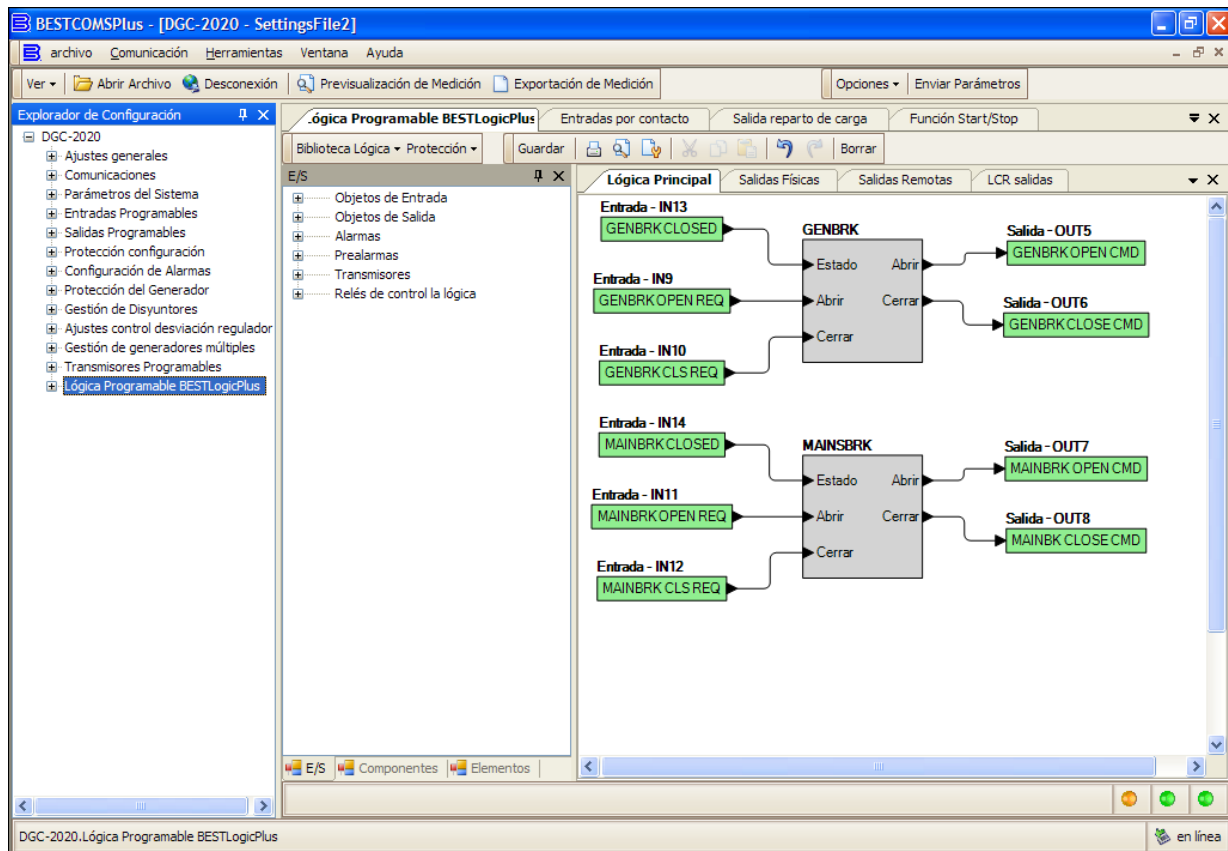 BESTCOMSPlus - [DGC-2020 - SettingsFile2]
archivo Comunicación Herramientas Ventana Ayuda
Ver Abrir Archivo Desconexión Previsualización de Medición Exportación de Medición Opciones Enviar Parámetros
Explorador de Configuración
DGC-2020
Ajustes generales
Comunicaciones
Parámetros del Sistema
Entradas Programables
Salidas Programables
Protección configuración
Configuración de Alarmas
Protección del Generador
Gestión de Disyuntores
Ajustes control desviación regulador
Gestión de generadores múltiples
Transmisores Programables
Lógica Programable BESTLogicPlus
.ógica Programable BESTLogicPlus Entradas por contacto Salida reparto de carga Función Start/Stop
Biblioteca Lógica Protección Guardar Borrar
E/S
Objetos de Entrada
Objetos de Salida
Alarmas
Prealarmas
Transmisores
Relés de control la lógica
E/S Componentes Elementos
Lógica Principal Salidas Físicas Salidas Remotas LCR salidas
Entrada - IN13
GENBRK CLOSED
Entrada - IN9
GENBRK OPEN REQ
Entrada - IN10
GENBRK CLS REQ
GENBRK
Estado Abrir
Abrir Cerrar
Cerrar
Salida - OUT5
GENBRK OPEN CMD
Salida - OUT6
GENBRK CLOSE CMD
Entrada - IN14
MAINBRK CLOSED
Entrada - IN11
MAINBRK OPEN REQ
Entrada - IN12
MAINBRK CLS REQ
MAINSBRK
Estado Abrir
Abrir Cerrar
Cerrar
Salida - OUT7
MAINBRK OPEN CMD
Salida - OUT8
MAINBK CLOSE CMD
DGC-2020.Lógica Programable BESTLogicPlus
en línea